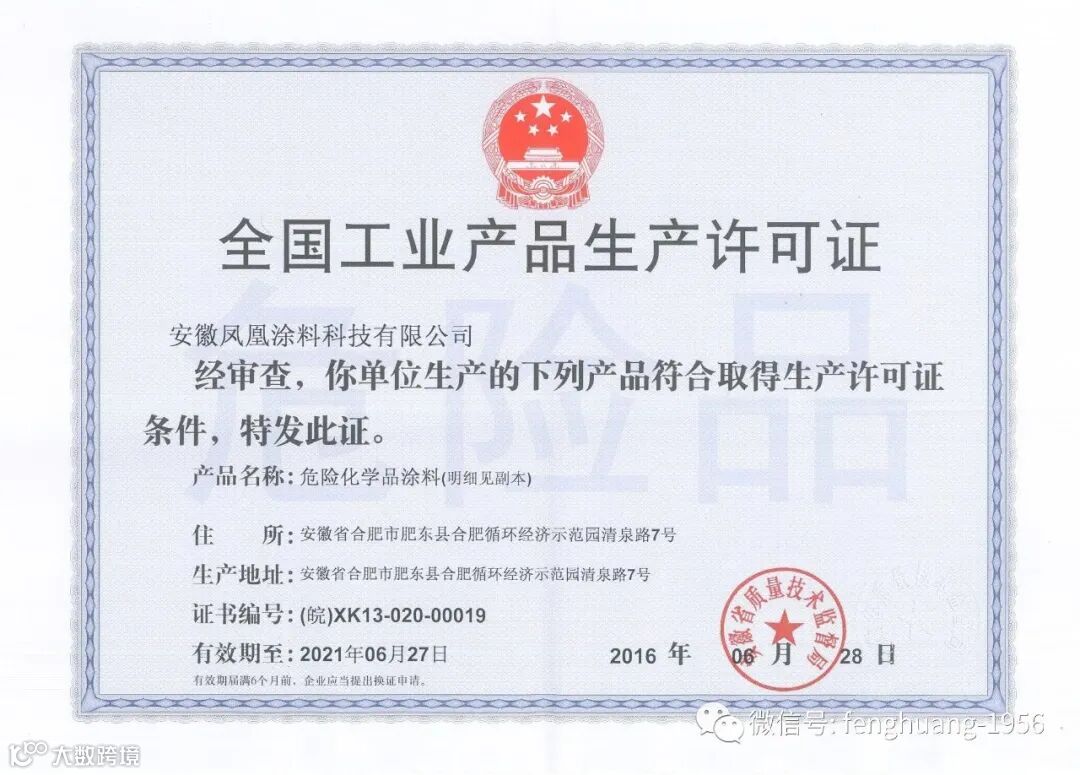 全国工业产品生产许可证
危险品
安徽凤凰涂料科技有限公司
经审查，你单位生产的下列产品符合取得生产许可证
条件，特发此证。
产品名称：危险化学品涂料(明细见副本)
住　　所：安徽省合肥市肥东县合肥循环经济示范园清泉路7号
生产地址：安徽省合肥市肥东县合肥循环经济示范园清泉路7号
证书编号：(皖)XK13-020-00019
有效期至：2021年06月27日
2016 年 06 月 28 日
安徽省质量技术监督局
有效期届满6个月前，企业应当提出换证申请。
微信号: fenghuang-1956
大数跨境